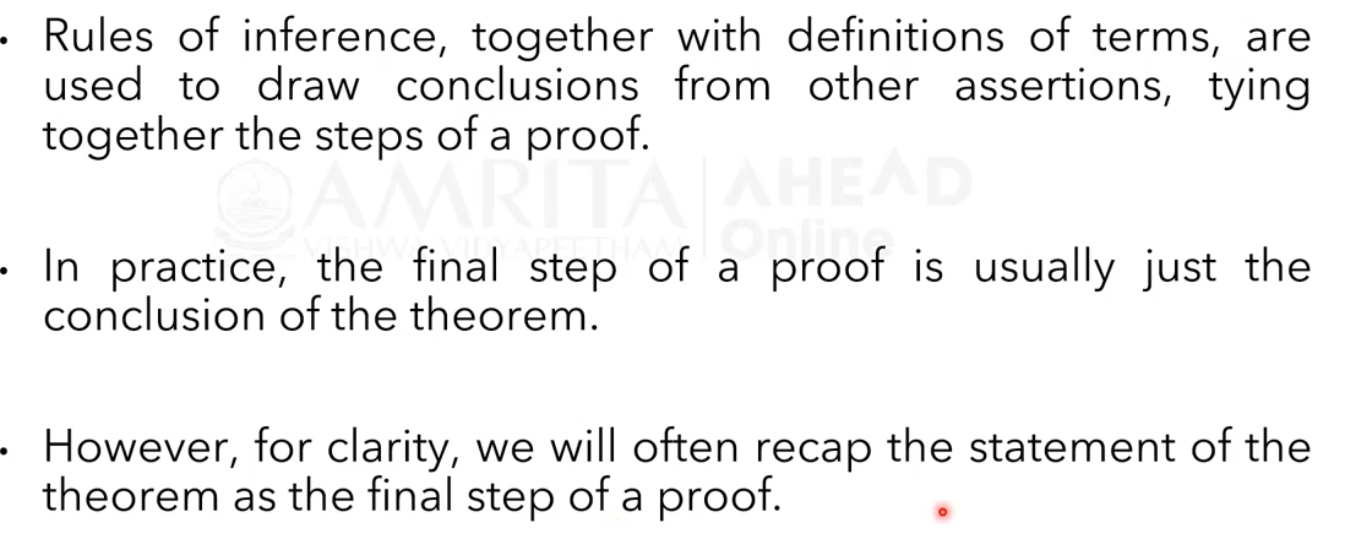 • Rules of inference, together with definitions of terms, are
used to draw conclusions from other assertions, tying
together the steps of a proof.
AMRITA AHEAD
VISHWA VIDYAPEETHAM Online
• In practice, the final step of a proof is usually just the
conclusion of the theorem.
• However, for clarity, we will often recap the statement of the
theorem as the final step of a proof.